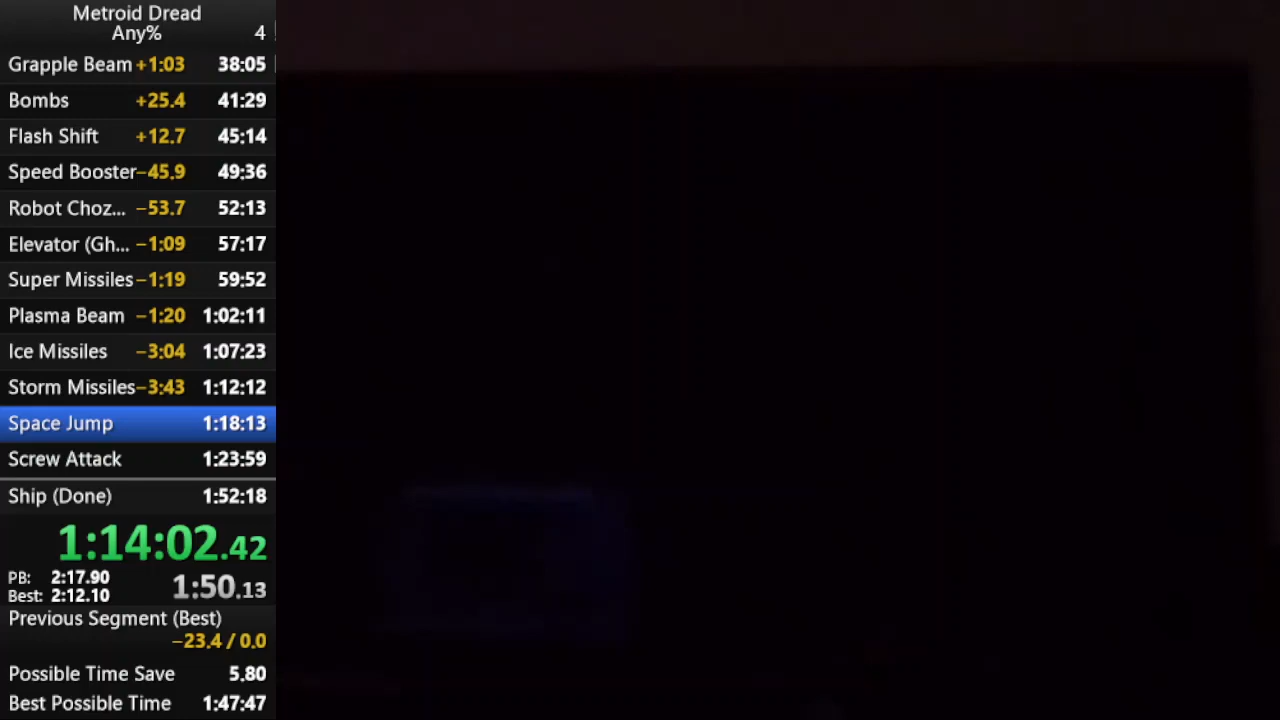 Metroid Dread
Any% 4
Grapple Beam +1:03 38:05
Bombs +25.4 41:29
Flash Shift +12.7 45:14
Speed Booster −45.9 49:36
Robot Choz... −53.7 52:13
Elevator (Gh... −1:09 57:17
Super Missiles −1:19 59:52
Plasma Beam −1:20 1:02:11
Ice Missiles −3:04 1:07:23
Storm Missiles −3:43 1:12:12
Space Jump 1:18:13
Screw Attack 1:23:59
Ship (Done) 1:52:18
1:14:02.42
PB: 2:17.90 1:50.13
Best: 2:12.10
Previous Segment (Best)
−23.4 / 0.0
Possible Time Save 5.80
Best Possible Time 1:47:47